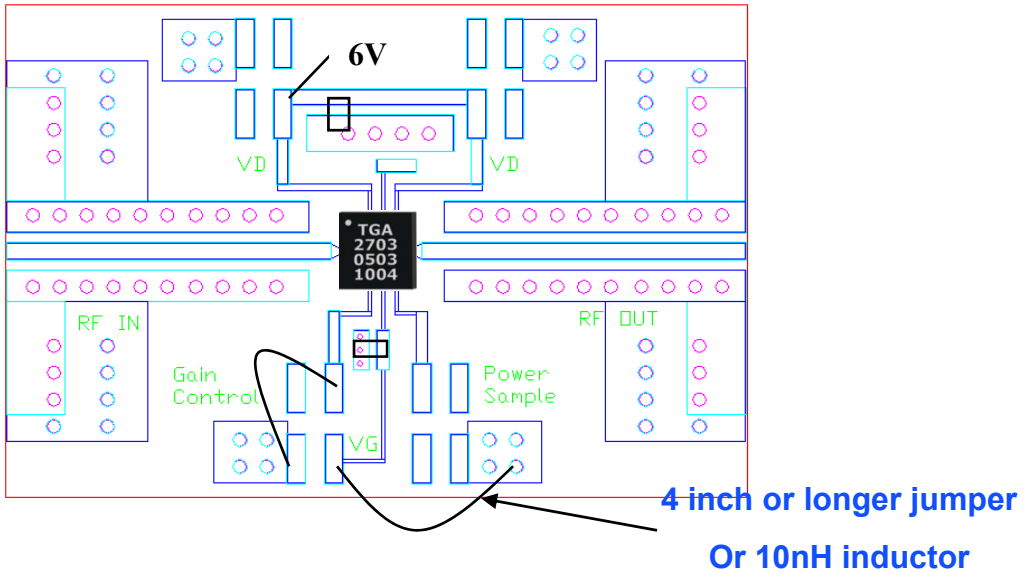 6V
VD
VD
TGA
2703
0503
1004
RF IN
RF OUT
Gain
Control
Power
Sample
VG
4 inch or longer jumper
Or 10nH inductor